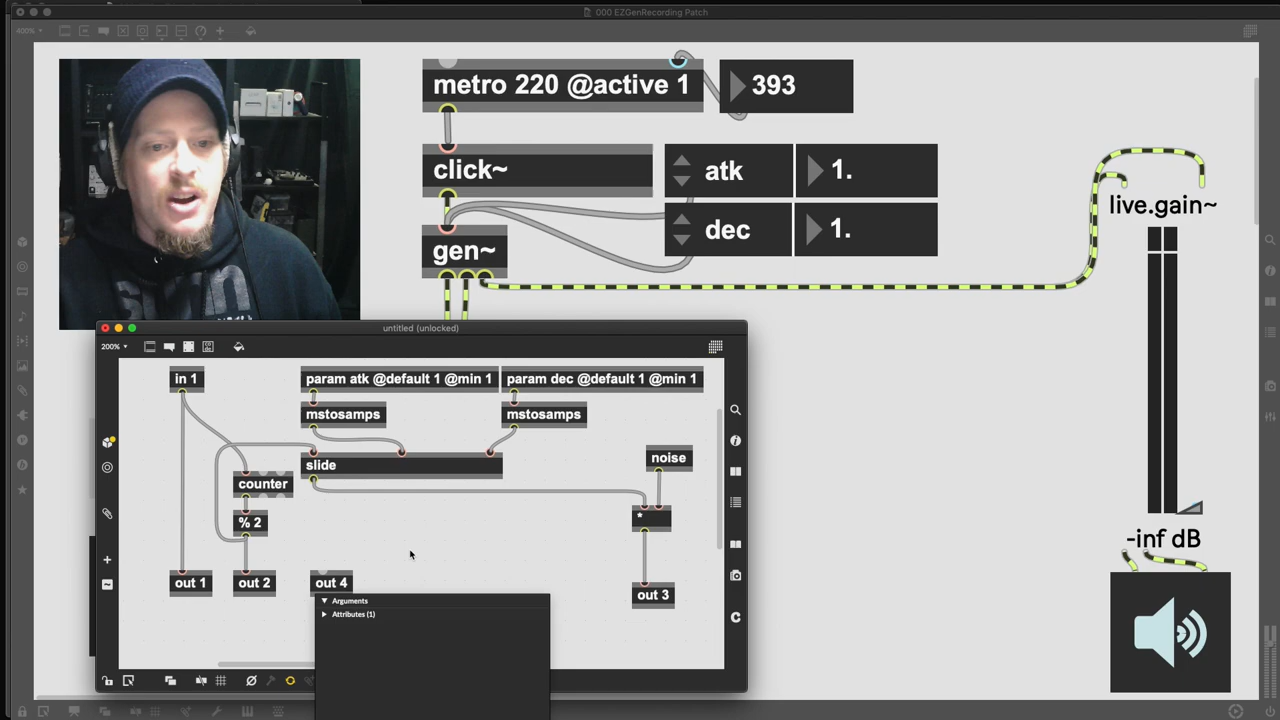 000 EZGenRecording Patch
400%
metro 220 @active 1
393
click~
atk
1.
dec
1.
gen~
live.gain~
-inf dB
untitled (unlocked)
200%
in 1
param atk @default 1 @min 1
param dec @default 1 @min 1
mstosamps
mstosamps
slide
noise
counter
*
% 2
out 1
out 2
out 4
out 3
Arguments
Attributes (1)
C